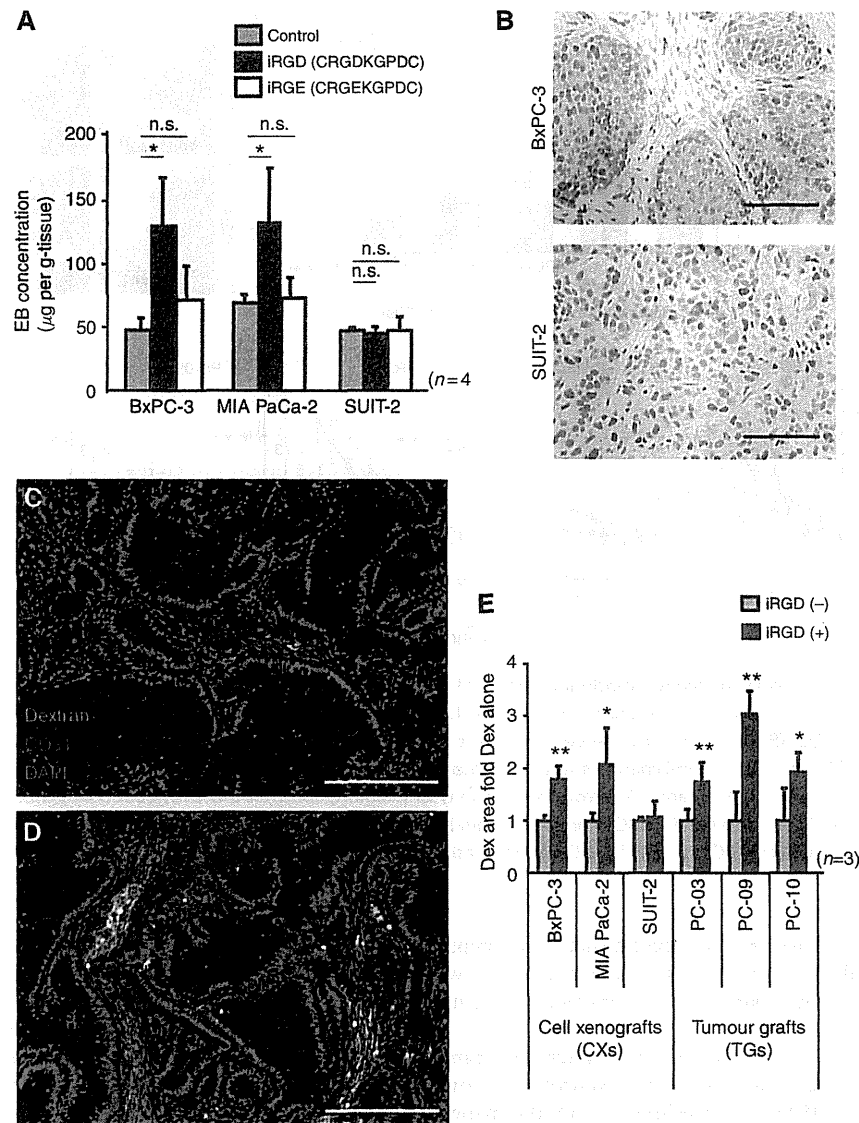 A
Control
iRGD (CRGDKGPDC)
iRGE (CRGEKGPDC)
EB concentration
(μg per g-tissue)
200
150
100
50
0
n.s.
*
n.s.
*
n.s.
n.s.
BxPC-3
MIA PaCa-2
SUIT-2
(n=4
B
BxPC-3
SUIT-2
C
Dextran
DAPI
D
E
iRGD (–)
iRGD (+)
Dex area fold Dex alone
4
3
2
1
0
**
*
**
**
*
(n=3)
BxPC-3
MIA PaCa-2
SUIT-2
PC-03
PC-09
PC-10
Cell xenografts
(CXs)
Tumour grafts
(TGs)